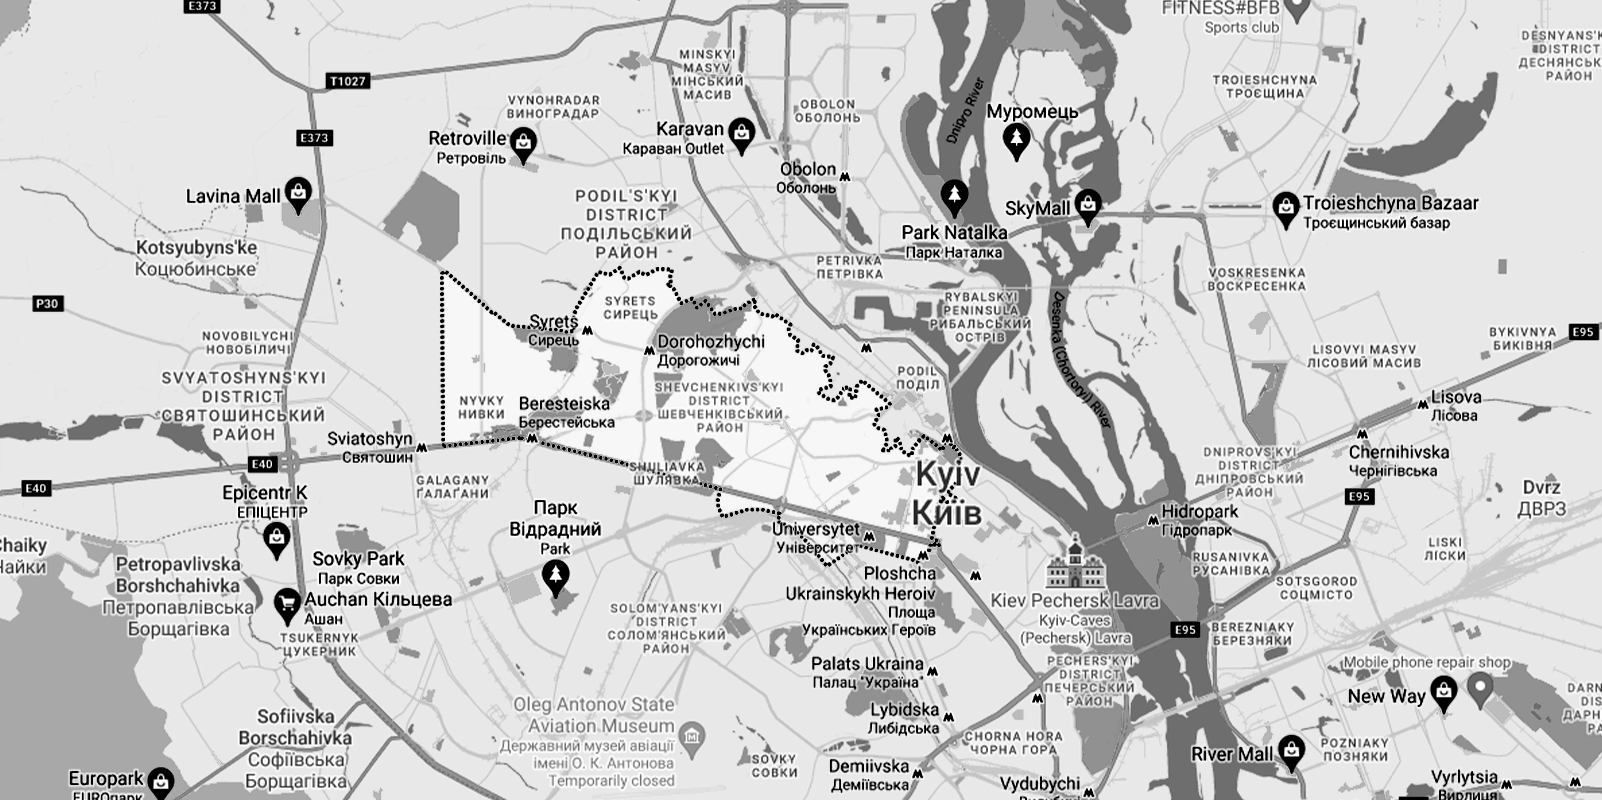 E373
T1027
E373
MINSKYI
MASYV
МІНСЬКИЙ
МАСИВ
VYNOHRADAR
ВИНОГРАДАР
OBOLON
ОБОЛОНЬ
Retroville
Ретровіль
Karavan
Караван Outlet
Obolon
Оболонь
Lavina Mall
PODIL'S'KYI
DISTRICT
ПОДІЛЬСЬКИЙ
РАЙОН
Kotsyubyns'ke
Коцюбинське
P30
Dnipro River
Муромець
FITNESS#BFB
Sports club
TROIESHCHYNA
ТРОЄЩИНА
DESNYANS'K
DISTRICT
ДЕСНЯНСЬК
РАЙОН
SkyMall
Park Natalka
Парк Наталка
Troieshchyna Bazaar
Троєщинський базар
PETRIVKA
ПЕТРІВКА
VOSKRESENKA
ВОСКРЕСЕНКА
RYBALSKYI
PENINSULA
РИБАЛЬСЬКИЙ
ОСТРІВ
Desenka (Chortoryi) River
SYRETS
СИРЕЦЬ
Syrets
Сирець
Dorohozhychi
Дорогожичі
NOVOBILYCHI
НОВОБІЛИЧІ
SVYATOSHYNS'KYI
DISTRICT
СВЯТОШИНСЬКИЙ
РАЙОН
NYVKY
НИВКИ
Beresteiska
Берестейська
SHEVCHENKIVS'KYI
DISTRICT
ШЕВЧЕНКІВСЬКИЙ
РАЙОН
PODIL
ПОДІЛ
BYKIVNYA
БИКІВНЯ
E95
LISOVYI MASYV
ЛІСОВИЙ МАСИВ
Lisova
Лісова
Chernihivska
Чернігівська
DNIPROVS'KYI
DISTRICT
ДНІПРОВСЬКИЙ
РАЙОН
E95
Dvrz
ДВРЗ
Sviatoshyn
Святошин
E40
E40
GALAGANY
ҐАЛАҐАНИ
SHULIAVKA
ШУЛЯВКА
Kyiv
Київ
Epicentr K
ЕПІЦЕНТР
Парк
Відрадний
Park
Universytet
Університет
Hidropark
Гідропарк
LISKI
ЛІСКИ
RUSANIVKA
РУСАНІВКА
SOTSGOROD
СОЦМІСТО
Chaiky
Чайки
Petropavlivska
Borshchahivka
Петропавлівська
Борщагівка
Sovky Park
Парк Совки
Auchan Кільцева
Ашан
TSUKERNYK
ЦУКЕРНИК
SOLOM'YANS'KYI
DISTRICT
СОЛОМ'ЯНСЬКИЙ
РАЙОН
Ploshcha
Ukrainskykh Heroiv
Площа
Українських Героїв
Kiev Pechersk Lavra
Kyiv-Caves
(Pechersk) Lavra
E95
BEREZNIAKY
БЕРЕЗНЯКИ
Palats Ukraina
Палац "Україна"
PECHERS'KYI
DISTRICT
ПЕЧЕРСЬКИЙ
РАЙОН
Mobile phone repair shop
New Way
DARN
DIS
ДАРН
РА
Lybidska
Либідська
Oleg Antonov State
Aviation Museum
Державний музей авіації
імені О. К. Антонова
Temporarily closed
Sofiivska
Borschahivka
Софіївська
Борщагівка
Europark
EUROпарк
SOVKY
СОВКИ
Demiivska
Деміївська
CHORNA HORA
ЧОРНА ГОРА
Vydubychi
River Mall
POZNIAKY
ПОЗНЯКИ
Vyrlytsia
Вирлиця